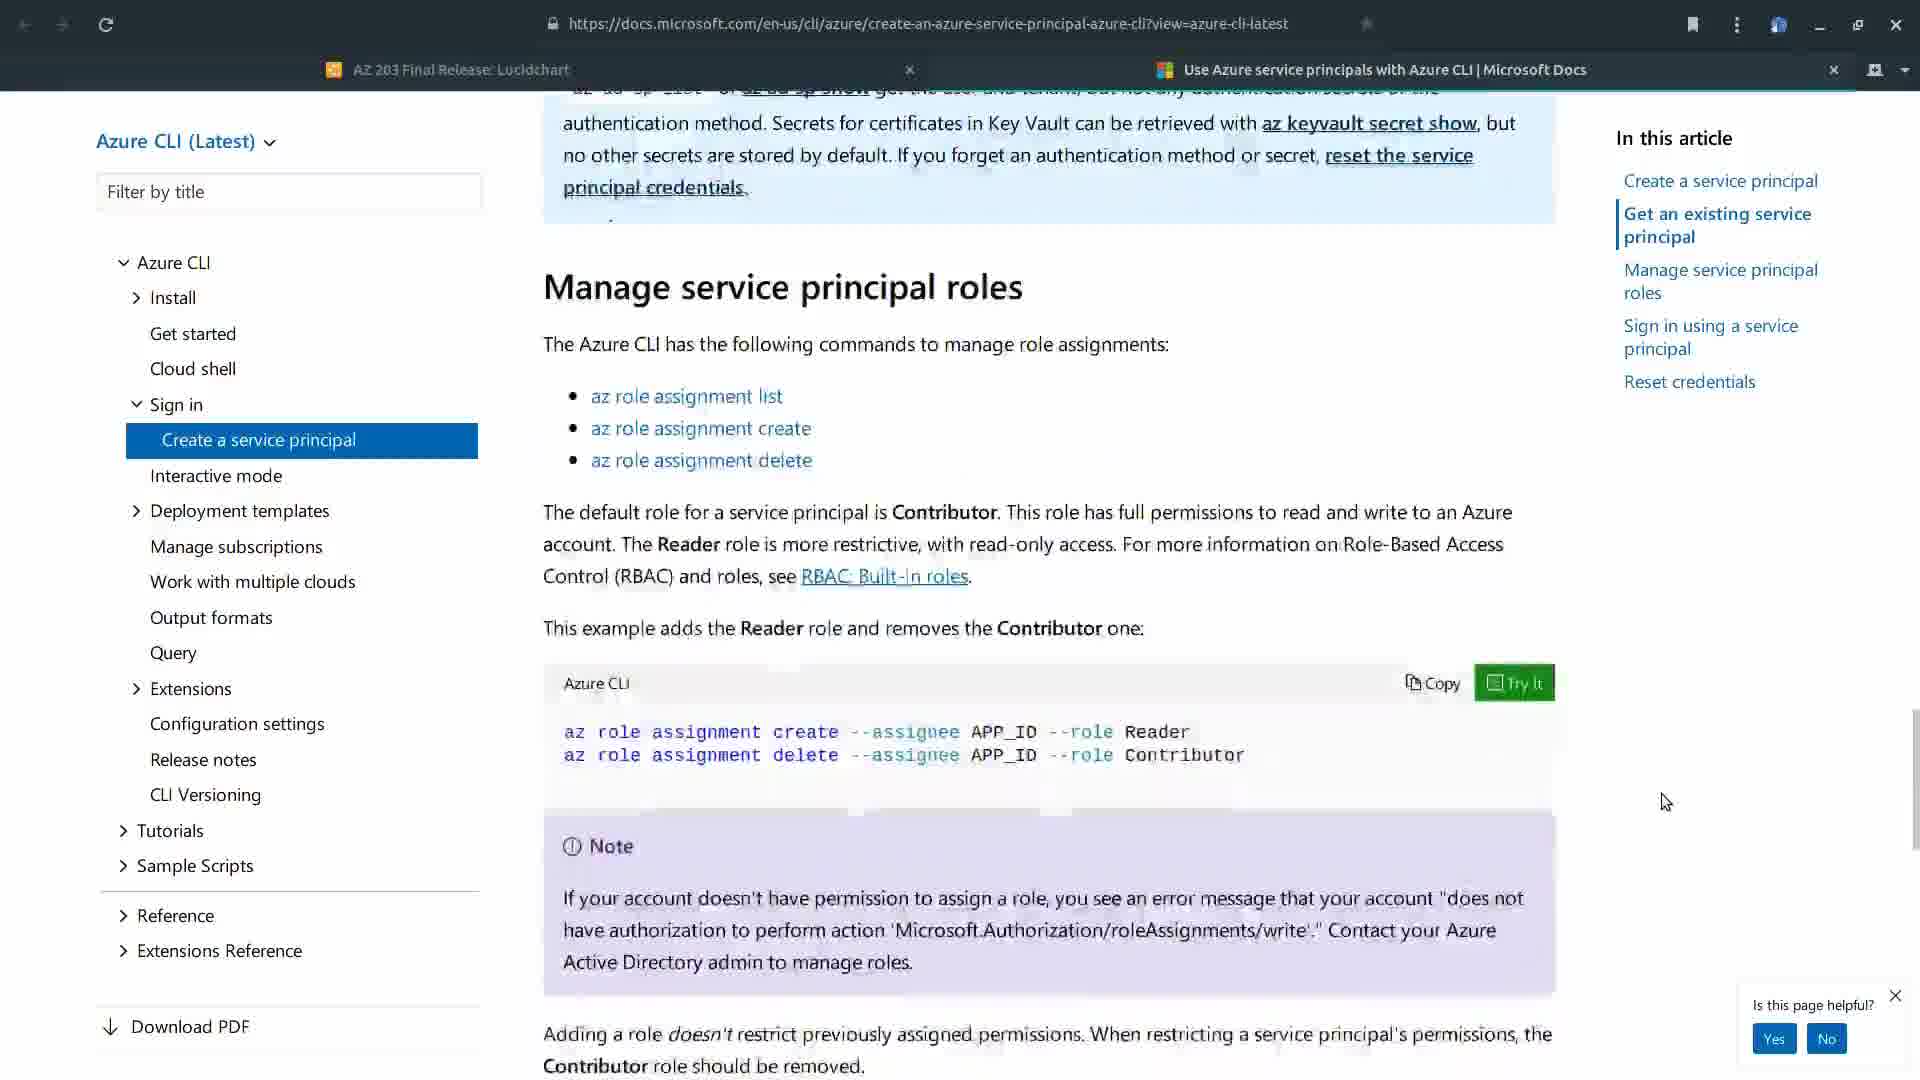 https://docs.microsoft.com/en-us/cli/azure/create-an-azure-service-principal-azure-cli?view=azure-cli-latest
AZ 203 Final Release: Lucidchart
Use Azure service principals with Azure CLI | Microsoft Docs
Azure CLI (Latest)
Filter by title
Azure CLI
Install
Get started
Cloud shell
Sign in
Create a service principal
Interactive mode
Deployment templates
Manage subscriptions
Work with multiple clouds
Output formats
Query
Extensions
Configuration settings
Release notes
CLI Versioning
Tutorials
Sample Scripts
Reference
Extensions Reference
Download PDF
authentication method. Secrets for certificates in Key Vault can be retrieved with az keyvault secret show, but
no other secrets are stored by default. If you forget an authentication method or secret, reset the service
principal credentials.
Manage service principal roles
The Azure CLI has the following commands to manage role assignments:
az role assignment list
az role assignment create
az role assignment delete
The default role for a service principal is Contributor. This role has full permissions to read and write to an Azure
account. The Reader role is more restrictive, with read-only access. For more information on Role-Based Access
Control (RBAC) and roles, see RBAC: Built-in roles.
This example adds the Reader role and removes the Contributor one:
Azure CLI
Copy
Try It
az role assignment create --assignee APP_ID --role Reader
az role assignment delete --assignee APP_ID --role Contributor
Note
If your account doesn't have permission to assign a role, you see an error message that your account "does not
have authorization to perform action 'Microsoft.Authorization/roleAssignments/write'." Contact your Azure
Active Directory admin to manage roles.
Adding a role doesn't restrict previously assigned permissions. When restricting a service principal's permissions, the
Contributor role should be removed.
In this article
Create a service principal
Get an existing service
principal
Manage service principal
roles
Sign in using a service
principal
Reset credentials
Is this page helpful?
Yes
No